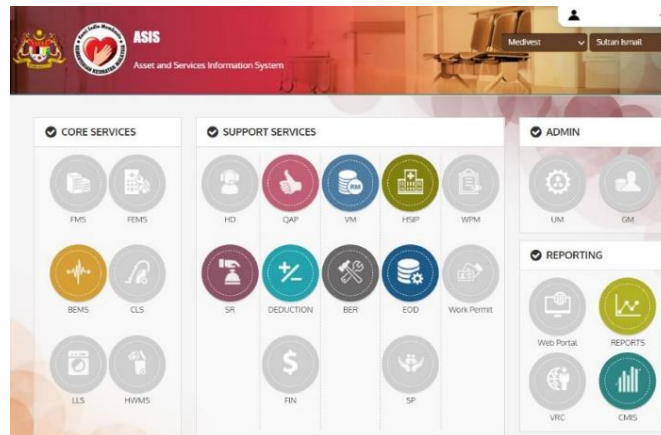 ASIS
Asset and Services Information System
Medivest
Sultan Ismail
CORE SERVICES
SUPPORT SERVICES
ADMIN
FMS
FEMS
HD
QAP
VM
HSIP
WPM
UM
GM
RM
REPORTING
BEMS
CLS
SR
DEDUCTION
BER
EOD
Work Permit
Web Portal
REPORTS
LLS
HWMS
FIN
SP
VRC
CMIS